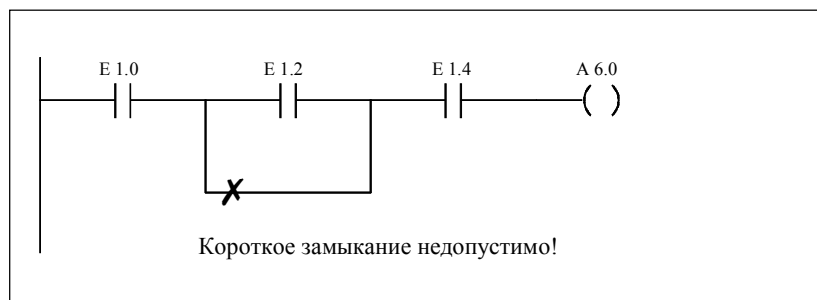 E 1.0 E 1.2 E 1.4 A 6.0
Короткое замыкание недопустимо!